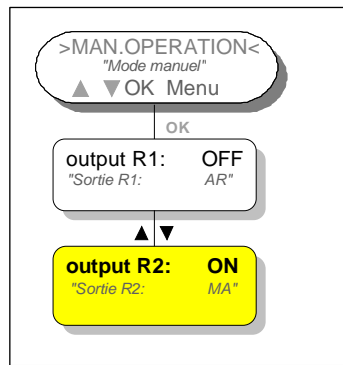 >MAN.OPERATION<
"Mode manuel"
▲ ▼ OK Menu
OK
output R1: OFF
"Sortie R1: AR"
▲ ▼
output R2: ON
"Sortie R2: MA"